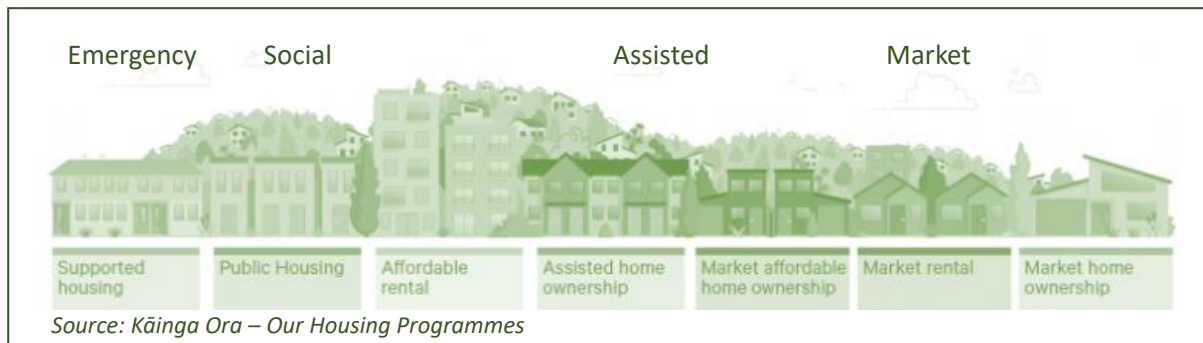 Emergency Social Assisted Market
Supported
housing
Public Housing
Affordable
rental
Assisted home
ownership
Market affordable
home ownership
Market rental
Market home
ownership
Source: Kāinga Ora – Our Housing Programmes